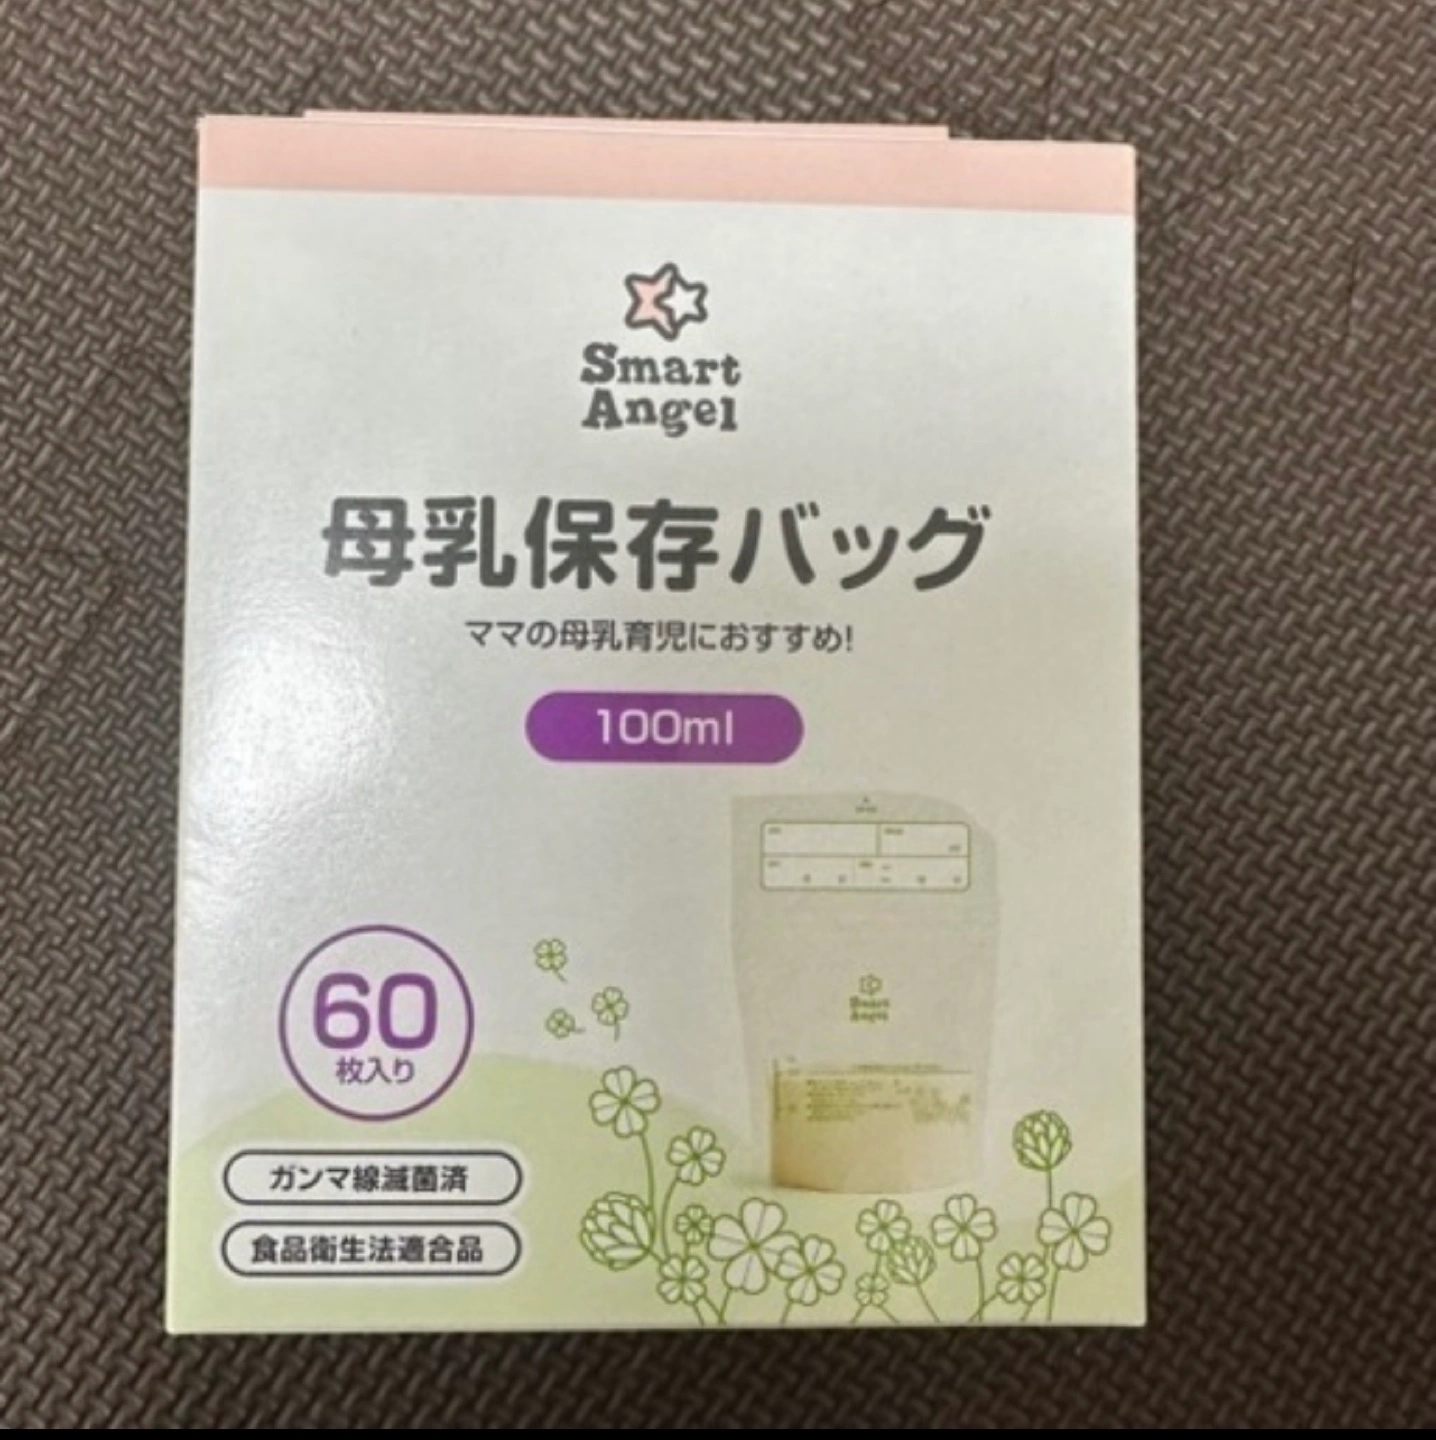 Smart
Angel
母乳保存バッグ
ママの母乳育児におすすめ!
100ml
Smart
Angel
60
枚入り
ガンマ線滅菌済
食品衛生法適合品